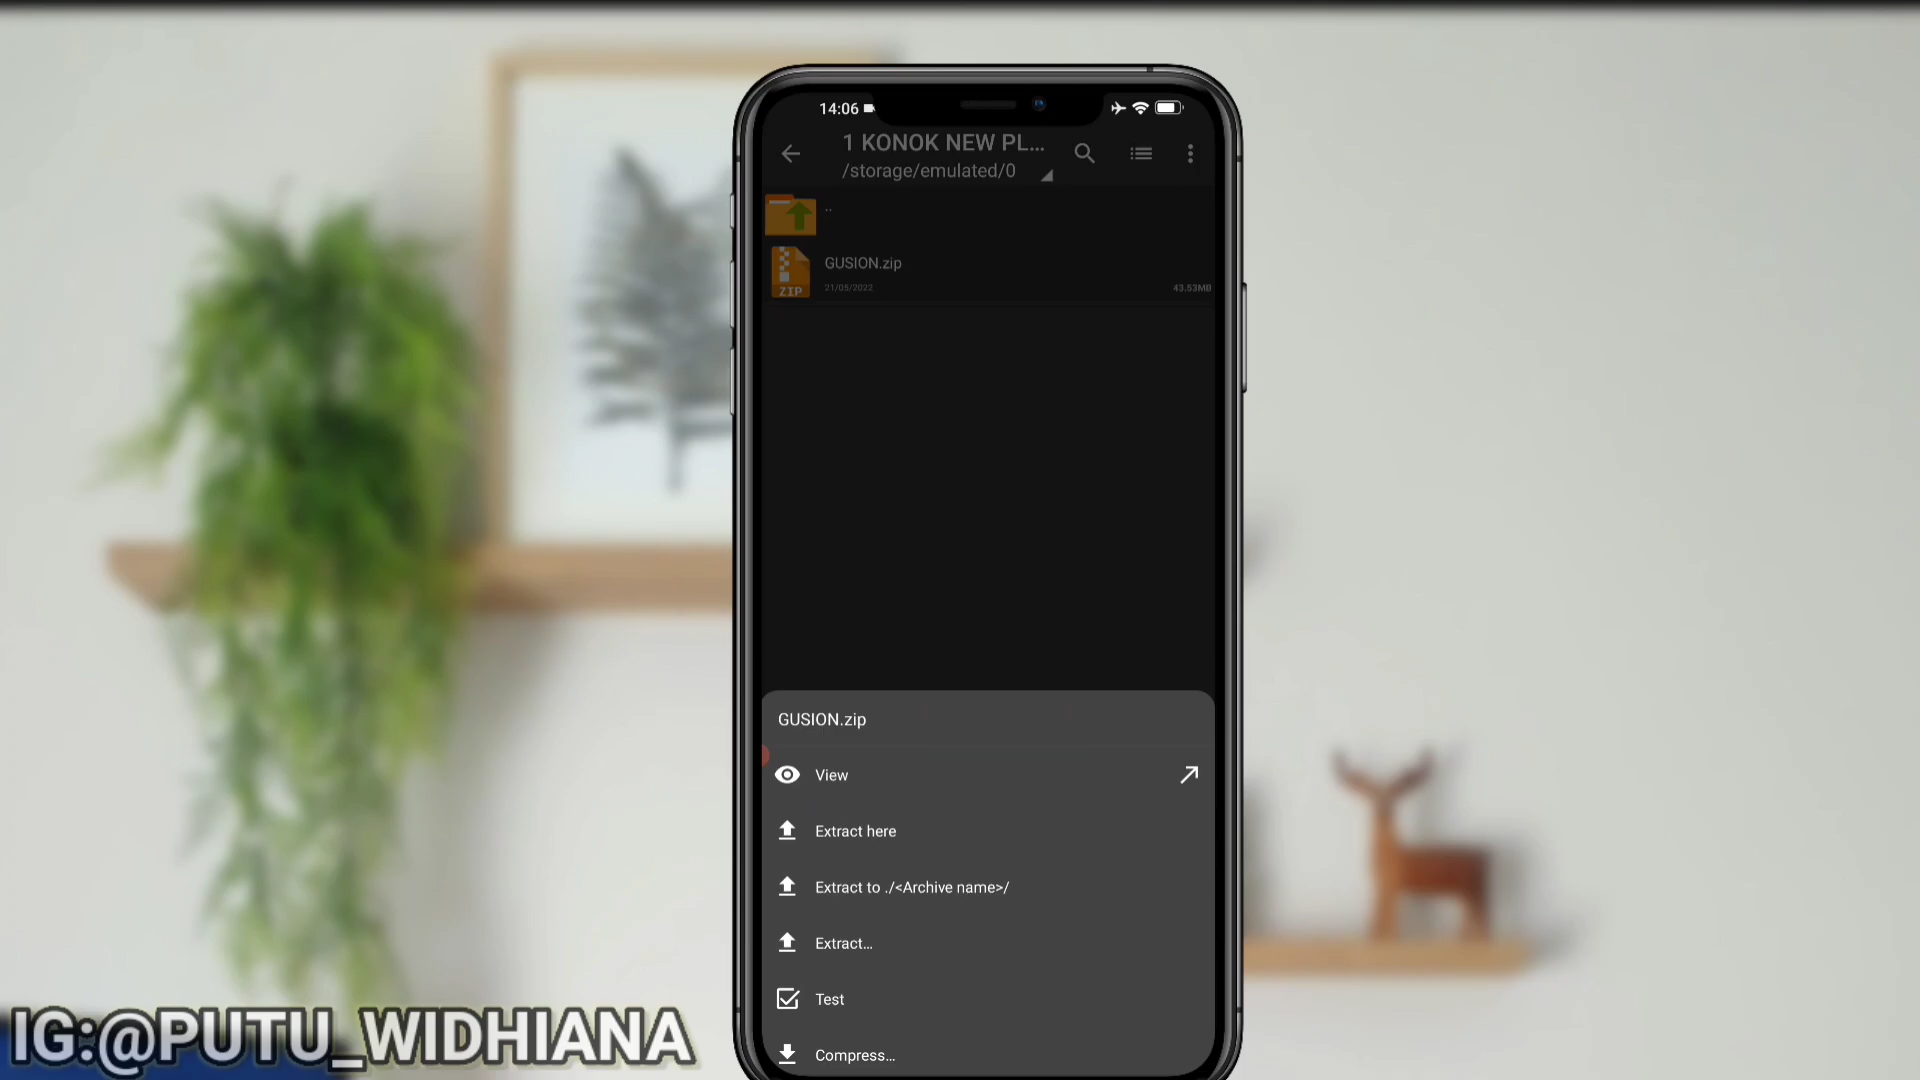 14:06
1 KONOK NEW PL...
/storage/emulated/0
..
GUSION.zip
ZIP
21/05/2022
43.53MB
GUSION.zip
View
Extract here
Extract to ./<Archive name>/
Extract...
Test
Compress...
IG:@PUTU_WIDHIANA